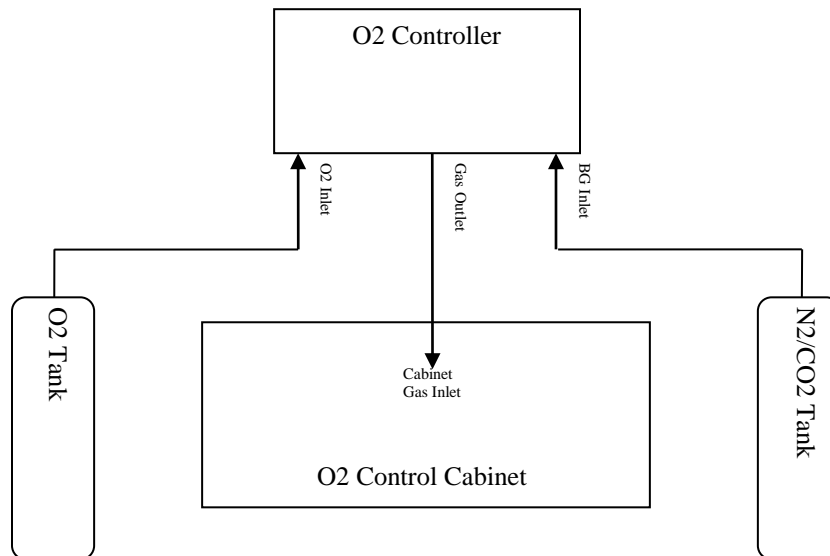 O2 Controller
O2 Inlet
Gas Outlet
BG Inlet
O2 Tank
Cabinet
Gas Inlet
O2 Control Cabinet
N2/CO2 Tank